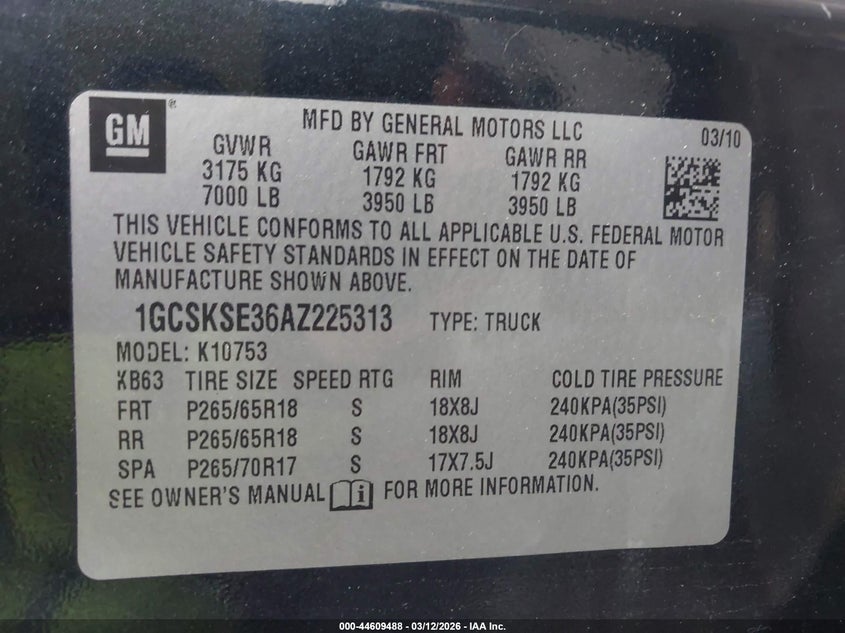 GM ®
MFD BY GENERAL MOTORS LLC
03/10
GVWR GAWR FRT GAWR RR
3175 KG 1792 KG 1792 KG
7000 LB 3950 LB 3950 LB
THIS VEHICLE CONFORMS TO ALL APPLICABLE U.S. FEDERAL MOTOR
VEHICLE SAFETY STANDARDS IN EFFECT ON THE DATE OF
MANUFACTURE SHOWN ABOVE.
1GCSKSE36AZ225313 TYPE: TRUCK
MODEL: K10753
KB63 TIRE SIZE SPEED RTG RIM COLD TIRE PRESSURE
FRT P265/65R18 S 18X8J 240KPA(35PSI)
RR P265/65R18 S 18X8J 240KPA(35PSI)
SPA P265/70R17 S 17X7.5J 240KPA(35PSI)
SEE OWNER'S MANUAL i FOR MORE INFORMATION.
000-44609488 - 03/12/2026 - IAA Inc.